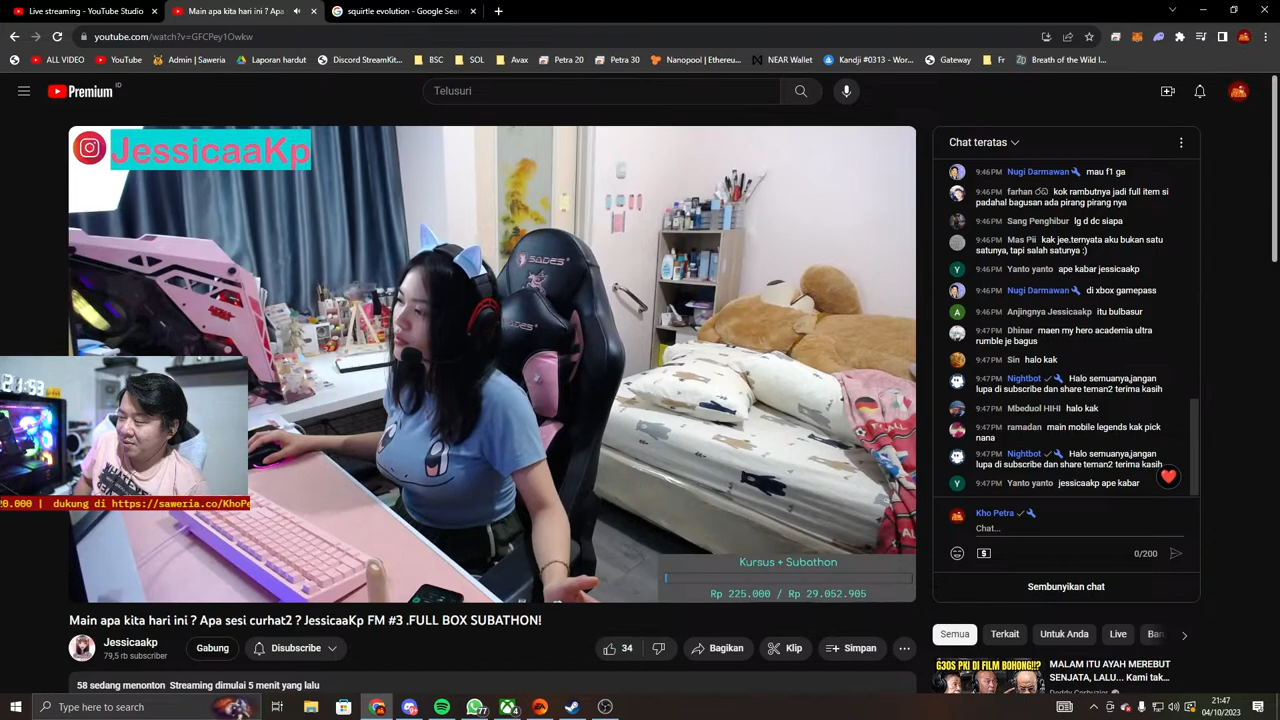 Live streaming - YouTube Studio
Main apa kita hari ini ? Apa
squirtle evolution - Google Sear
youtube.com/watch?v=GFCPey1Owkw
ALL VIDEO
YouTube
Admin | Saweria
Laporan hardut
Discord StreamKit...
BSC
SOL
Avax
Petra 20
Petra 30
Nanopool | Ethereu...
NEAR Wallet
Kandji #0313 - Wor...
Gateway
Fr
Breath of the Wild I...
Premium ID
Telusuri
JessicaaKp
SADES
SADES
21:53
20.000 | dukung di https://saweria.co/KhoPe
Kursus + Subathon
Rp 225.000 / Rp 29.052.905
Chat teratas
9:46PM Nugi Darmawan mau f1 ga
9:46PM farhan kok rambutnya jadi full item si
padahal bagusan ada pirang pirang nya
9:46PM Sang Penghibur lg d dc siapa
9:46PM Mas Pii kak jee.ternyata aku bukan satu
satunya, tapi salah satunya :)
9:46PM Yanto yanto ape kabar jessicaakp
9:46PM Nugi Darmawan di xbox gamepass
9:46PM Anjingnya Jessicaakp itu bulbasur
9:47PM Dhinar maen my hero academia ultra
rumble je bagus
9:47PM Sin halo kak
9:47PM Nightbot Halo semuanya,jangan
lupa di subscribe dan share teman2 terima kasih
9:47PM Mbeduol HIHI halo kak
9:47PM ramadan main mobile legends kak pick
nana
9:47PM Nightbot Halo semuanya,jangan
lupa di subscribe dan share teman2 terima kasih
9:47PM Yanto yanto jessicaakp ape kabar
Kho Petra
Chat...
0/200
Sembunyikan chat
Main apa kita hari ini ? Apa sesi curhat2 ? JessicaaKp FM #3 .FULL BOX SUBATHON!
Jessicaakp
79,5 rb subscriber
Gabung
Disubscribe
34
Bagikan
Klip
Simpan
58 sedang menonton Streaming dimulai 5 menit yang lalu
Semua
Terkait
Untuk Anda
Live
Baru
G30S PKI DI FILM BOHONG!!?
MALAM ITU AYAH MEREBUT
SENJATA, LALU... Kami tak...
Deddy Corbuzier
Type here to search
77
4
21:47
04/10/2023